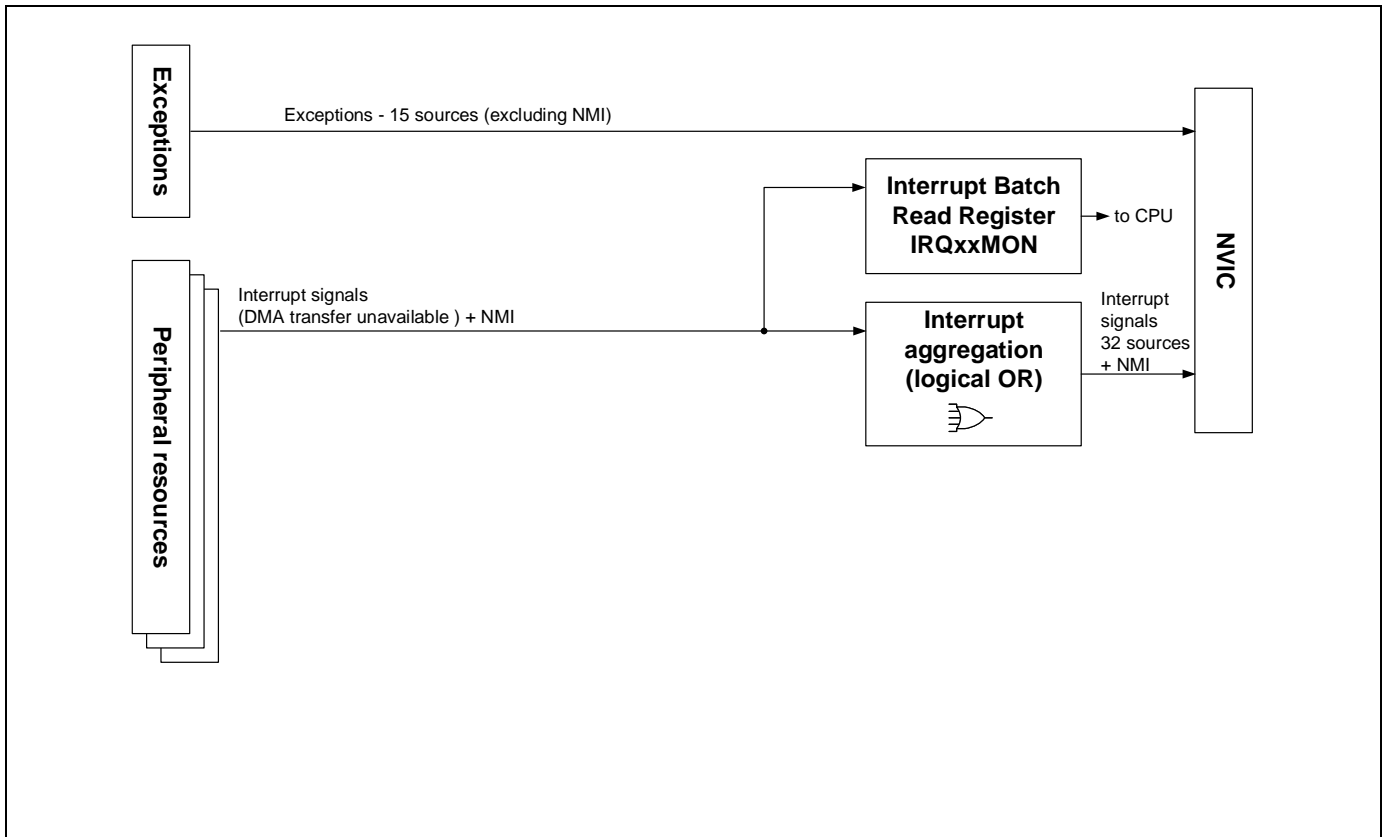 Exceptions
Exceptions - 15 sources (excluding NMI)
Interrupt Batch
Read Register
IRQxxMON
to CPU
NVIC
Peripheral resources
Interrupt signals
(DMA transfer unavailable ) + NMI
Interrupt
aggregation
(logical OR)
Interrupt
signals
32 sources
+ NMI